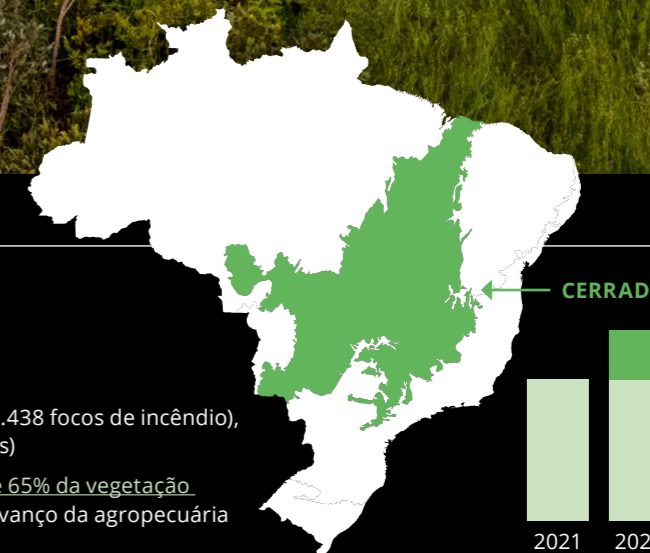 CERRAD
.438 focos de incêndio),
s)
e 65% da vegetação
vanço da agropecuária
2021
202